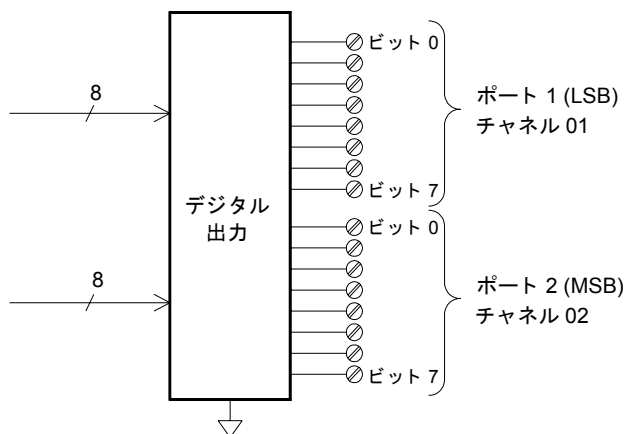 8
8
デジタル
出力
ビット 0
ビット 7
ポート 1 (LSB)
チャネル 01
ビット 0
ビット 7
ポート 2 (MSB)
チャネル 02